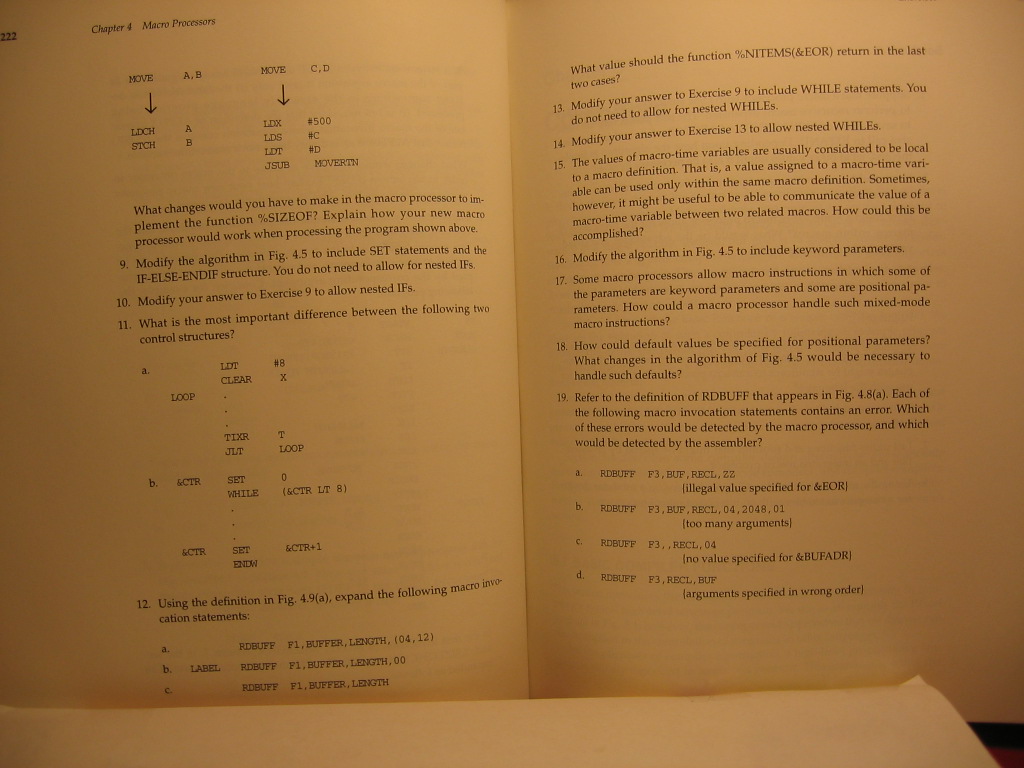 222
Chapter 4 Macro Processors
MOVE A,B MOVE C,D
LDCH A LDX #500
STCH B LDS #C
LDT #D
JSUB MOVERTN
What changes would you have to make in the macro processor to im-
plement the function %SIZEOF? Explain how your new macro
processor would work when processing the program shown above.
9. Modify the algorithm in Fig. 4.5 to include SET statements and the
IF-ELSE-ENDIF structure. You do not need to allow for nested IFs.
10. Modify your answer to Exercise 9 to allow nested IFs.
11. What is the most important difference between the following two
control structures?
a. LDT #8
CLEAR X
LOOP .
.
.
TIXR T
JLT LOOP
b. &CTR SET 0
WHILE (&CTR LT 8)
.
.
.
&CTR SET &CTR+1
ENDW
12. Using the definition in Fig. 4.9(a), expand the following macro invo-
cation statements:
a. RDBUFF F1,BUFFER,LENGTH,(04,12)
b. LABEL RDBUFF F1,BUFFER,LENGTH,00
c. RDBUFF F1,BUFFER,LENGTH
What value should the function %NITEMS(&EOR) return in the last
two cases?
13. Modify your answer to Exercise 9 to include WHILE statements. You
do not need to allow for nested WHILEs.
14. Modify your answer to Exercise 13 to allow nested WHILEs.
15. The values of macro-time variables are usually considered to be local
to a macro definition. That is, a value assigned to a macro-time vari-
able can be used only within the same macro definition. Sometimes,
however, it might be useful to be able to communicate the value of a
macro-time variable between two related macros. How could this be
accomplished?
16. Modify the algorithm in Fig. 4.5 to include keyword parameters.
17. Some macro processors allow macro instructions in which some of
the parameters are keyword parameters and some are positional pa-
rameters. How could a macro processor handle such mixed-mode
macro instructions?
18. How could default values be specified for positional parameters?
What changes in the algorithm of Fig. 4.5 would be necessary to
handle such defaults?
19. Refer to the definition of RDBUFF that appears in Fig. 4.8(a). Each of
the following macro invocation statements contains an error. Which
of these errors would be detected by the macro processor, and which
would be detected by the assembler?
a. RDBUFF F3,BUF,RECL,ZZ
{illegal value specified for &EOR}
b. RDBUFF F3,BUF,RECL,04,2048,01
{too many arguments}
c. RDBUFF F3,,RECL,04
{no value specified for &BUFADR}
d. RDBUFF F3,RECL,BUF
{arguments specified in wrong order}